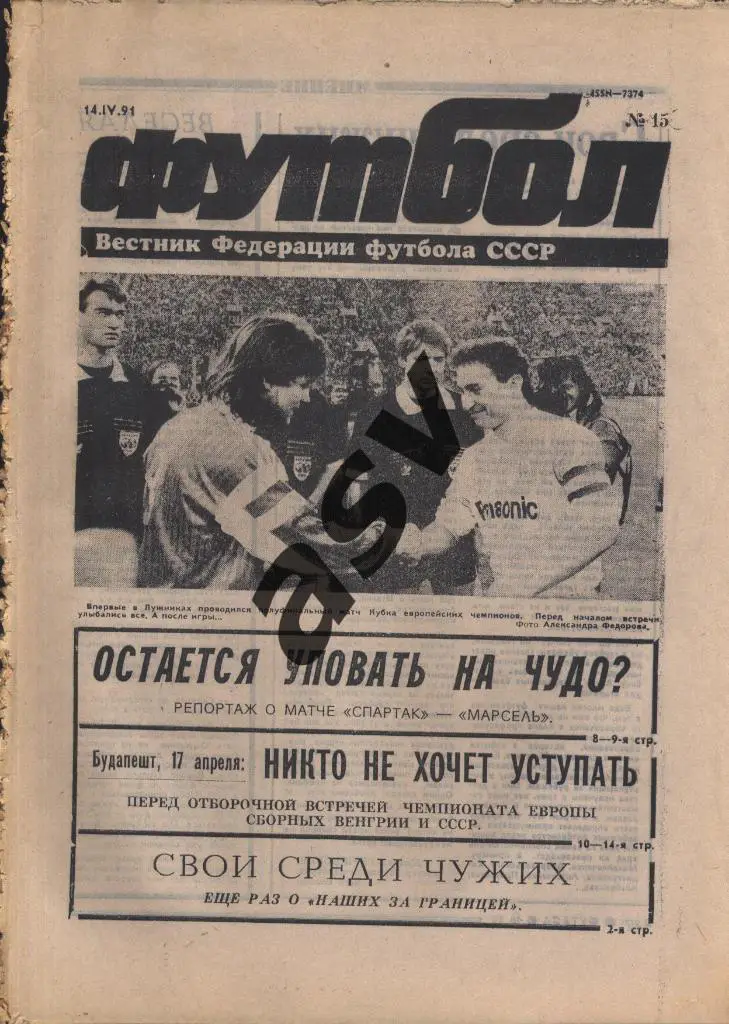 14.IV.91
ISSN—7374
№ 15
ФУТБОЛ
Вестник Федерации футбола СССР
Panasonic
asv
Впервые в Лужниках проводился полуфинальный матч Кубка европейских чемпионов. Перед началом встречи
улыбались все. А после игры...
Фото Александра Федорова.
ОСТАЕТСЯ УПОВАТЬ НА ЧУДО?
РЕПОРТАЖ О МАТЧЕ «СПАРТАК» — «МАРСЕЛЬ».
8—9-я стр.
Будапешт, 17 апреля: НИКТО НЕ ХОЧЕТ УСТУПАТЬ
ПЕРЕД ОТБОРОЧНОЙ ВСТРЕЧЕЙ ЧЕМПИОНАТА ЕВРОПЫ
СБОРНЫХ ВЕНГРИИ И СССР.
10—14-я стр.
СВОИ СРЕДИ ЧУЖИХ
ЕЩЕ РАЗ О «НАШИХ ЗА ГРАНИЦЕЙ».
2-я стр.